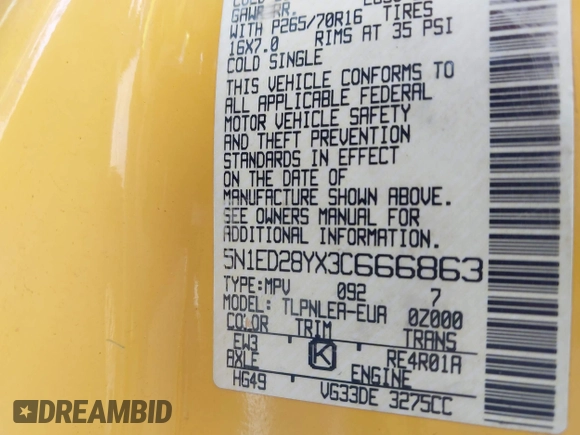 GAWR RR.
WITH P265/70R16 TIRES
16X7.0 RIMS AT 35 PSI
COLD SINGLE
THIS VEHICLE CONFORMS TO
ALL APPLICABLE FEDERAL
MOTOR VEHICLE SAFETY
AND THEFT PREVENTION
STANDARDS IN EFFECT
ON THE DATE OF
MANUFACTURE SHOWN ABOVE.
SEE OWNERS MANUAL FOR
ADDITIONAL INFORMATION.
5N1ED28YX3C666863
TYPE:MPV 092 7
MODEL: TLPNLEA-EUA 0Z000
COLOR TRIM TRANS
EW3 K RE4R01A
AXLE ENGINE
HG49 VG33DE 3275CC
DREAMBID